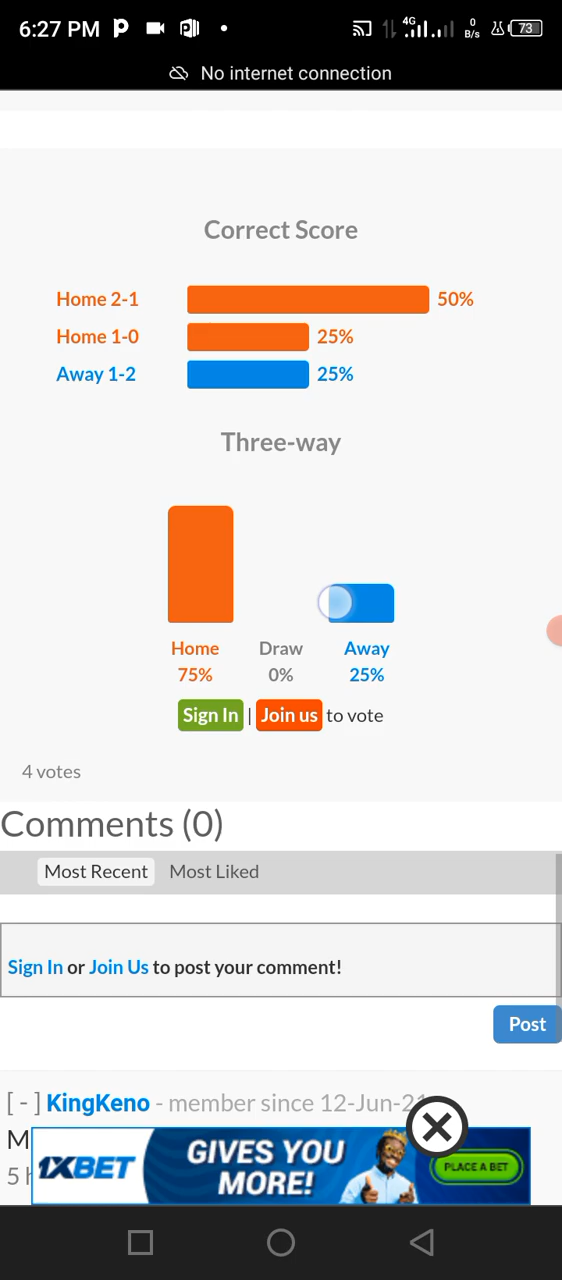 6:27 PM 4G 0 B/s 73
No internet connection
Correct Score
Home 2-1 50%
Home 1-0 25%
Away 1-2 25%
Three-way
Home Draw Away
75% 0% 25%
Sign In | Join us to vote
4 votes
Comments (0)
Most Recent Most Liked
Sign In or Join Us to post your comment!
Post
[ - ] KingKeno - member since 12-Jun-2
M
5
1XBET GIVES YOU MORE! PLACE A BET